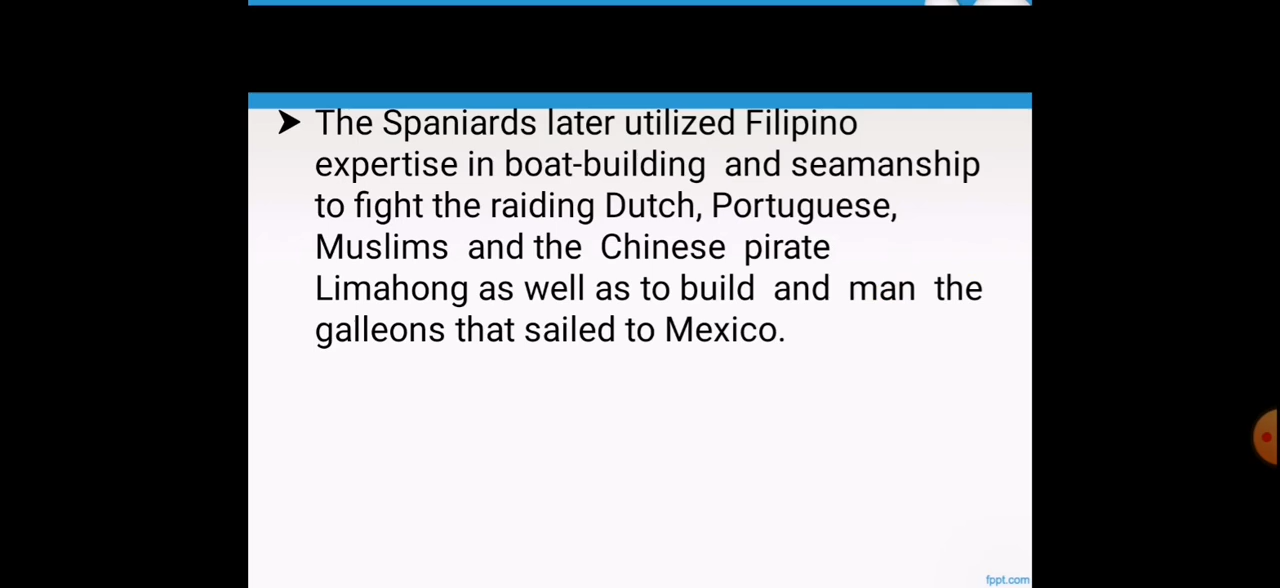 ➤ The Spaniards later utilized Filipino
expertise in boat-building and seamanship
to fight the raiding Dutch, Portuguese,
Muslims and the Chinese pirate
Limahong as well as to build and man the
galleons that sailed to Mexico.
fppt.com